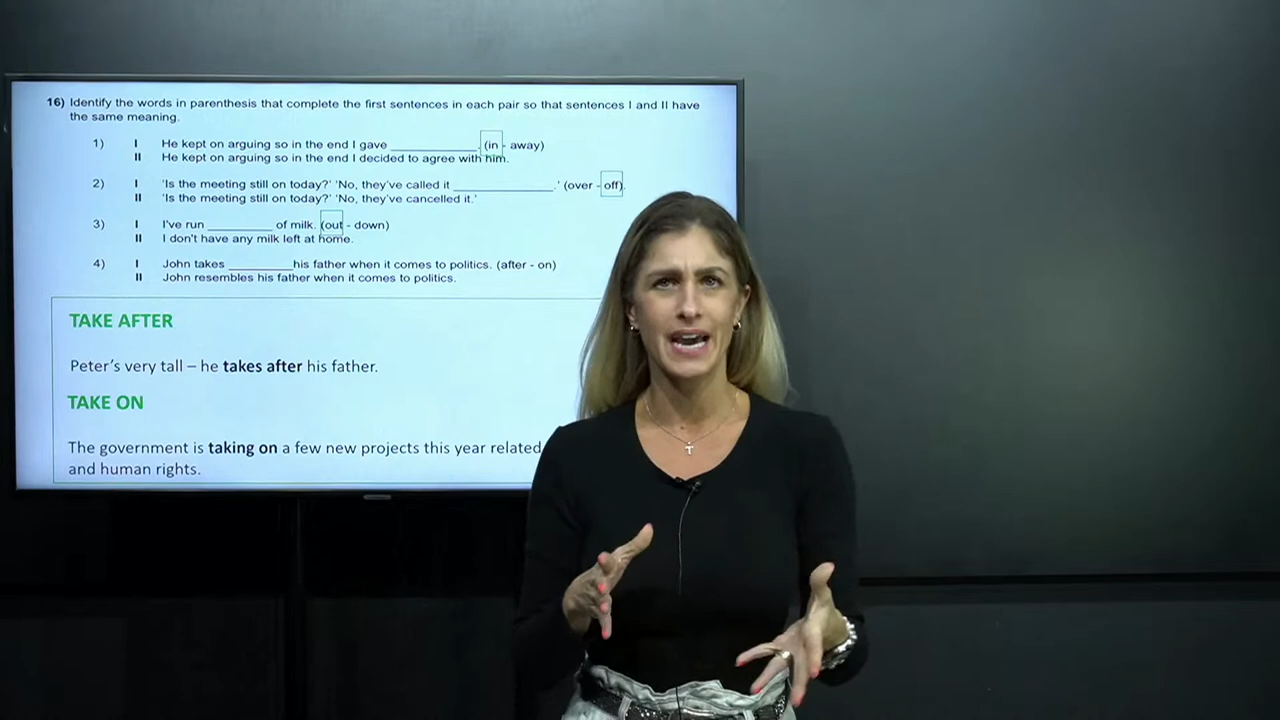 16) Identify the words in parenthesis that complete the first sentences in each pair so that sentences I and II have
the same meaning.
1) I He kept on arguing so in the end I gave ______________. (in - away)
II He kept on arguing so in the end I decided to agree with him.
2) I 'Is the meeting still on today?' 'No, they've called it ________________.' (over - off).
II 'Is the meeting still on today?' 'No, they've cancelled it.'
3) I I've run __________ of milk. (out - down)
II I don't have any milk left at home.
4) I John takes __________his father when it comes to politics. (after - on)
II John resembles his father when it comes to politics.
TAKE AFTER
Peter's very tall – he takes after his father.
TAKE ON
The government is taking on a few new projects this year related
and human rights.